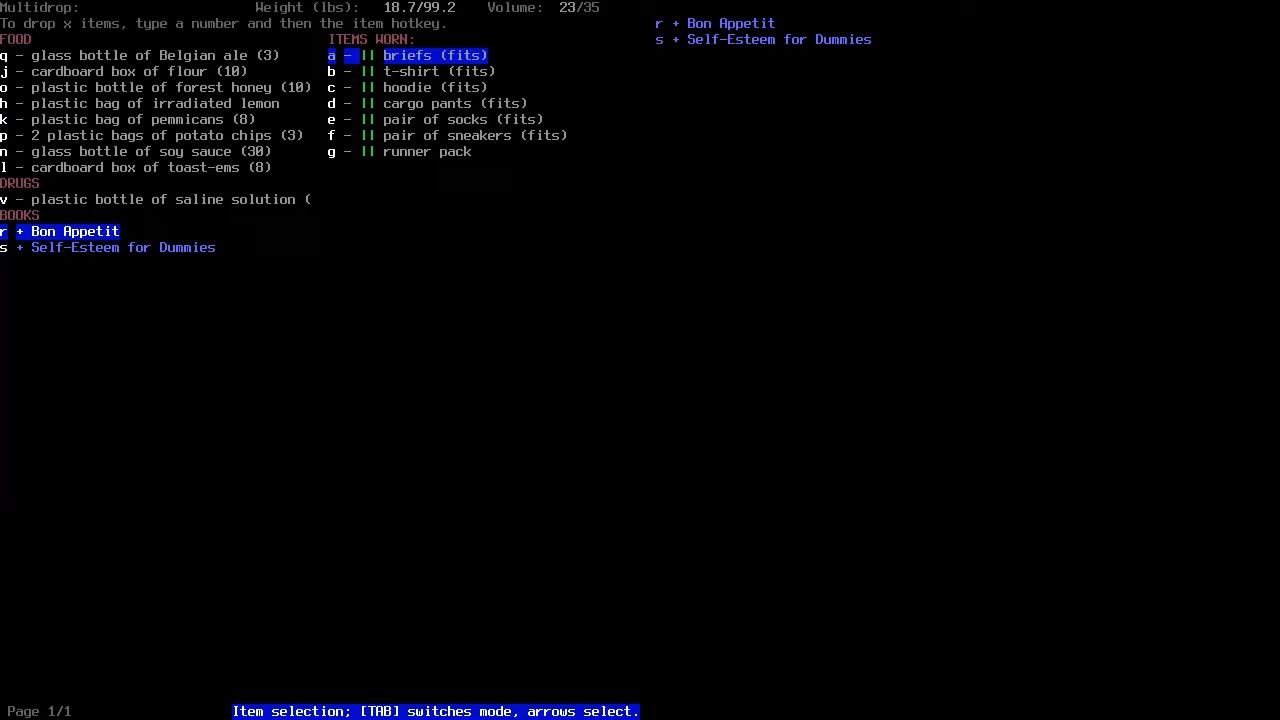 Multidrop: Weight (lbs): 18.7/99.2 Volume: 23/35
To drop x items, type a number and then the item hotkey.
FOOD
q - glass bottle of Belgian ale (3)
j - cardboard box of flour (10)
o - plastic bottle of forest honey (10)
h - plastic bag of irradiated lemon
k - plastic bag of pemmicans (8)
p - 2 plastic bags of potato chips (3)
n - glass bottle of soy sauce (30)
l - cardboard box of toast-ems (8)
DRUGS
v - plastic bottle of saline solution (
BOOKS
r + Bon Appetit
s + Self-Esteem for Dummies
ITEMS WORN:
a - || briefs (fits)
b - || t-shirt (fits)
c - || hoodie (fits)
d - || cargo pants (fits)
e - || pair of socks (fits)
f - || pair of sneakers (fits)
g - || runner pack
r + Bon Appetit
s + Self-Esteem for Dummies
Page 1/1 Item selection; [TAB] switches mode, arrows select.